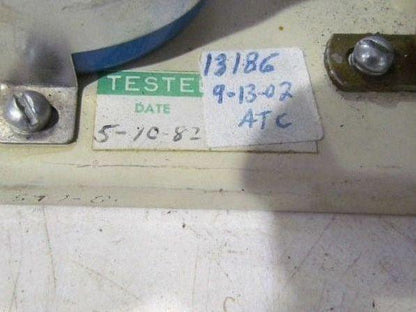 TESTE
DATE
5-10-82
13186
9-13-02
ATC